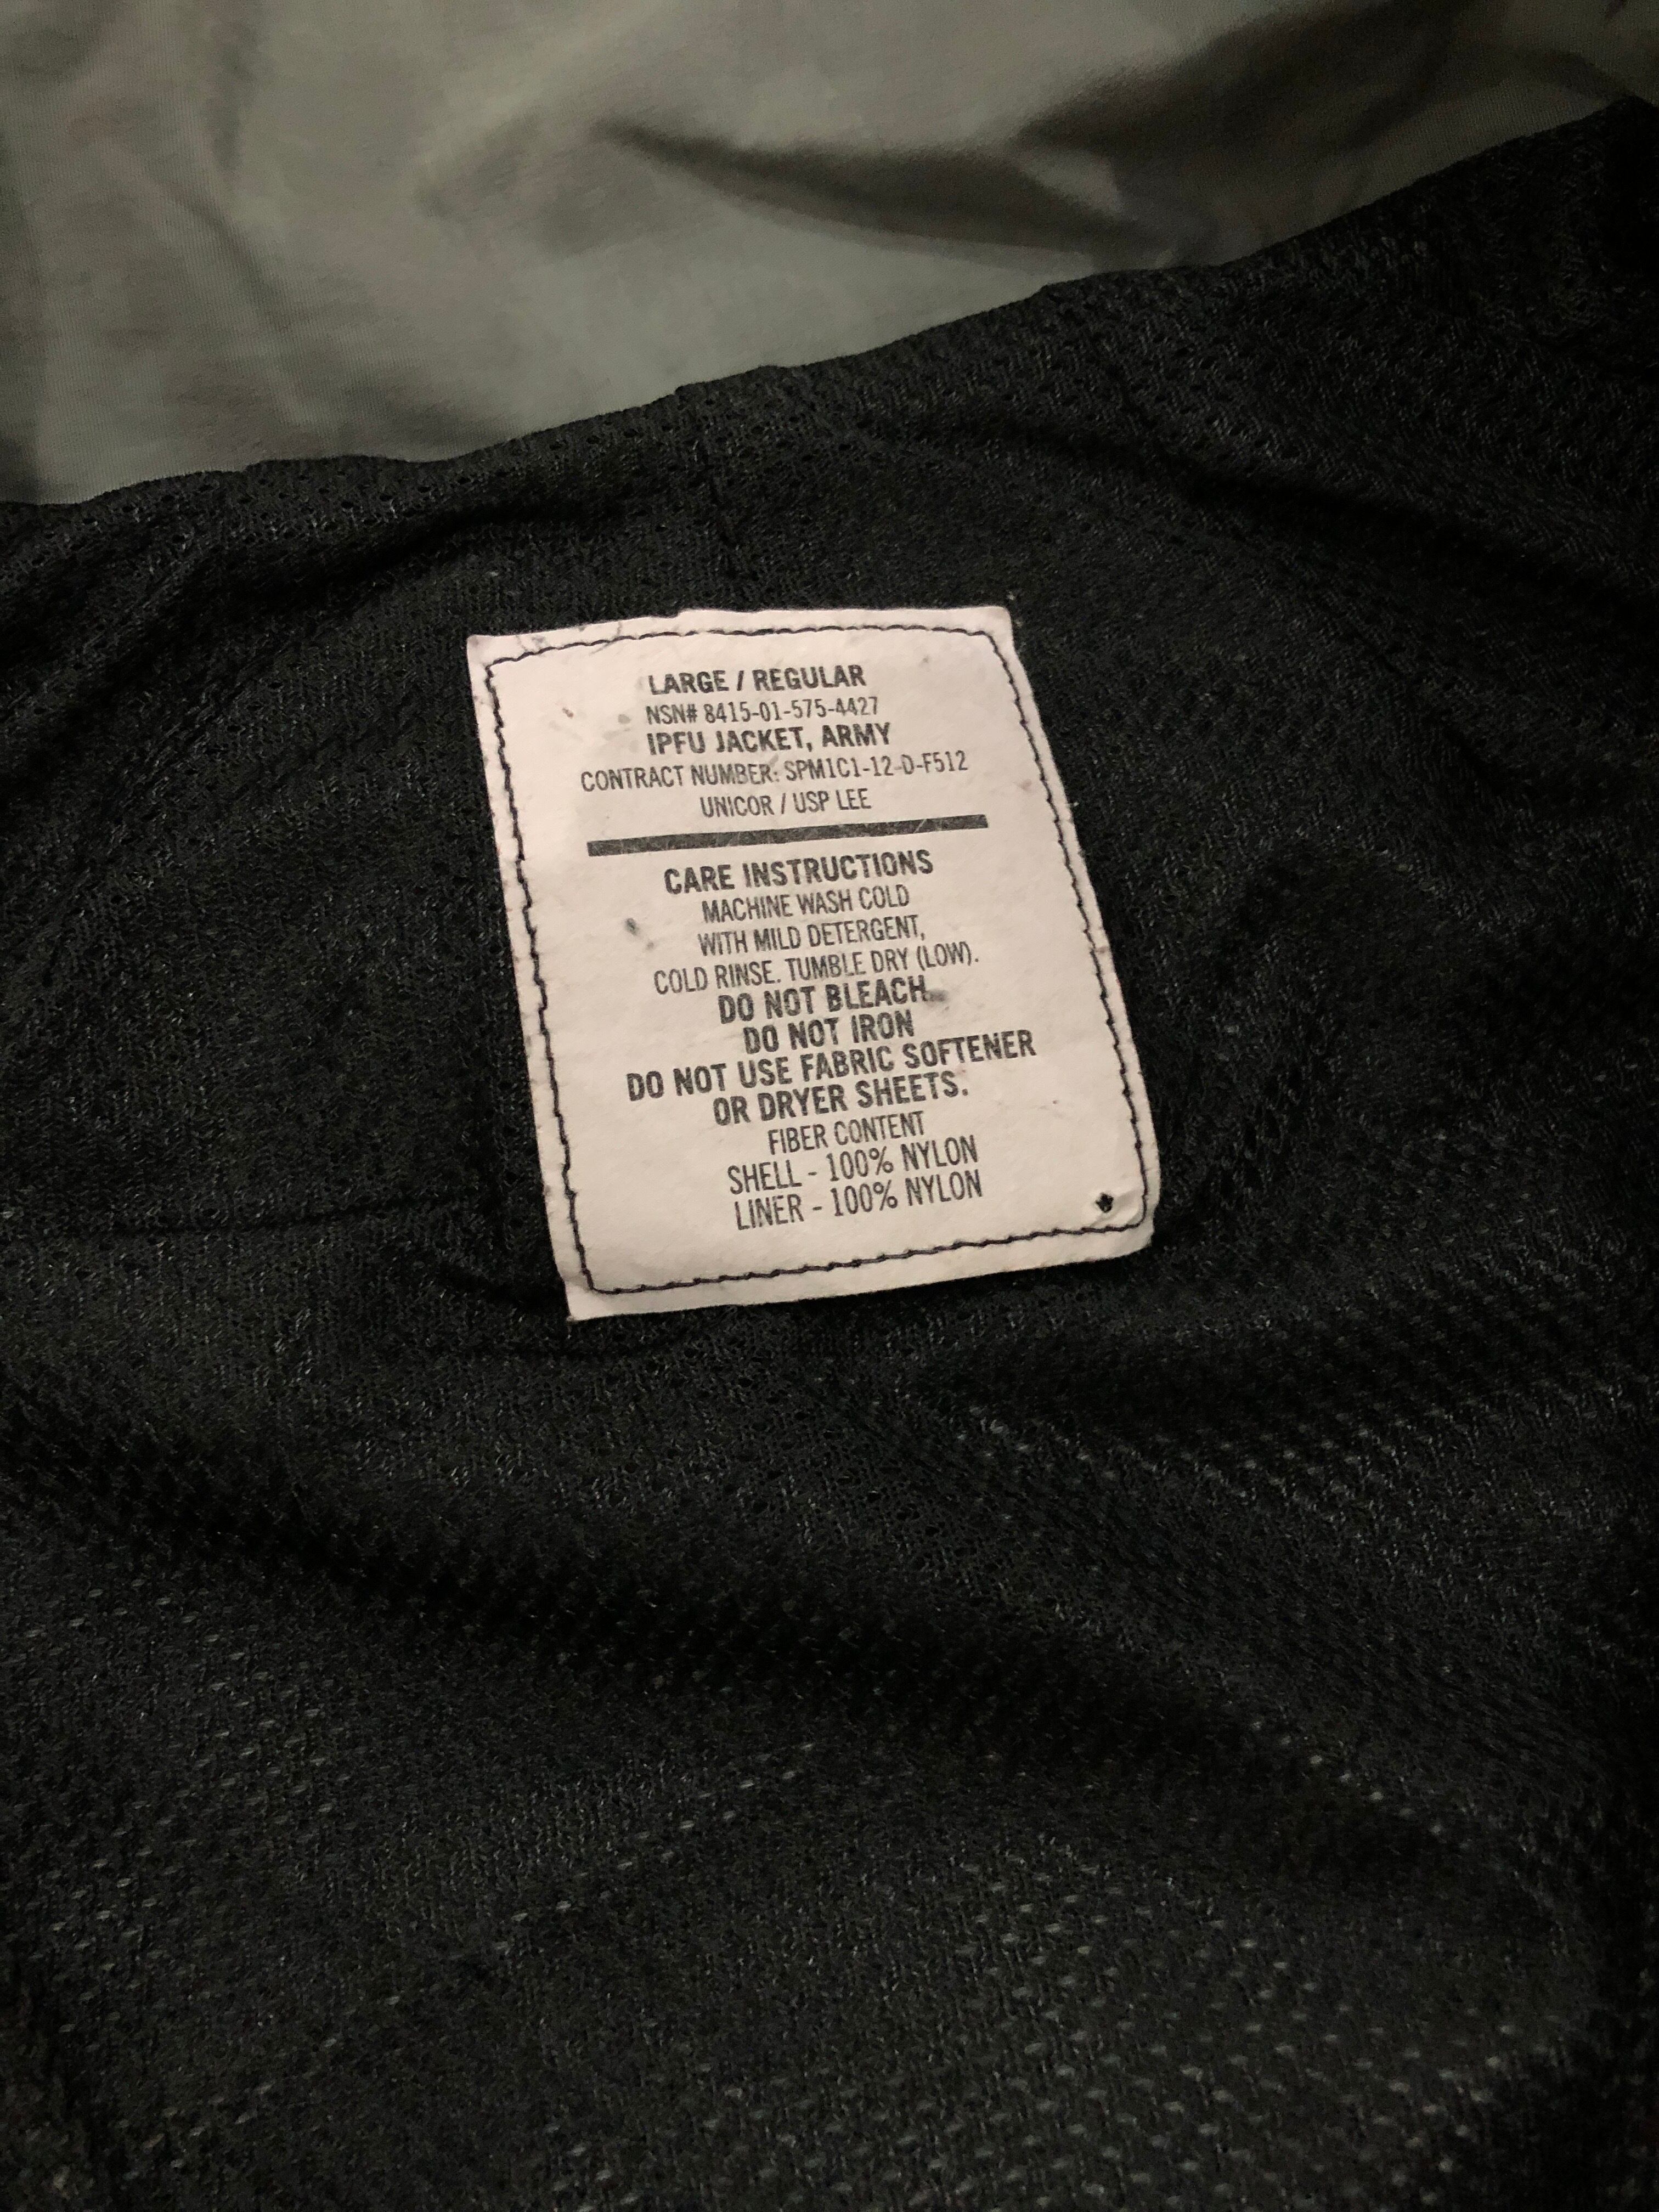 LARGE / REGULAR
NSN# 8415-01-575-4427
IPFU JACKET, ARMY
CONTRACT NUMBER: SPM1C1-12-D-F512
UNICOR / USP LEE
CARE INSTRUCTIONS
MACHINE WASH COLD
WITH MILD DETERGENT,
COLD RINSE. TUMBLE DRY (LOW).
DO NOT BLEACH.
DO NOT IRON
DO NOT USE FABRIC SOFTENER
OR DRYER SHEETS.
FIBER CONTENT
SHELL - 100% NYLON
LINER - 100% NYLON